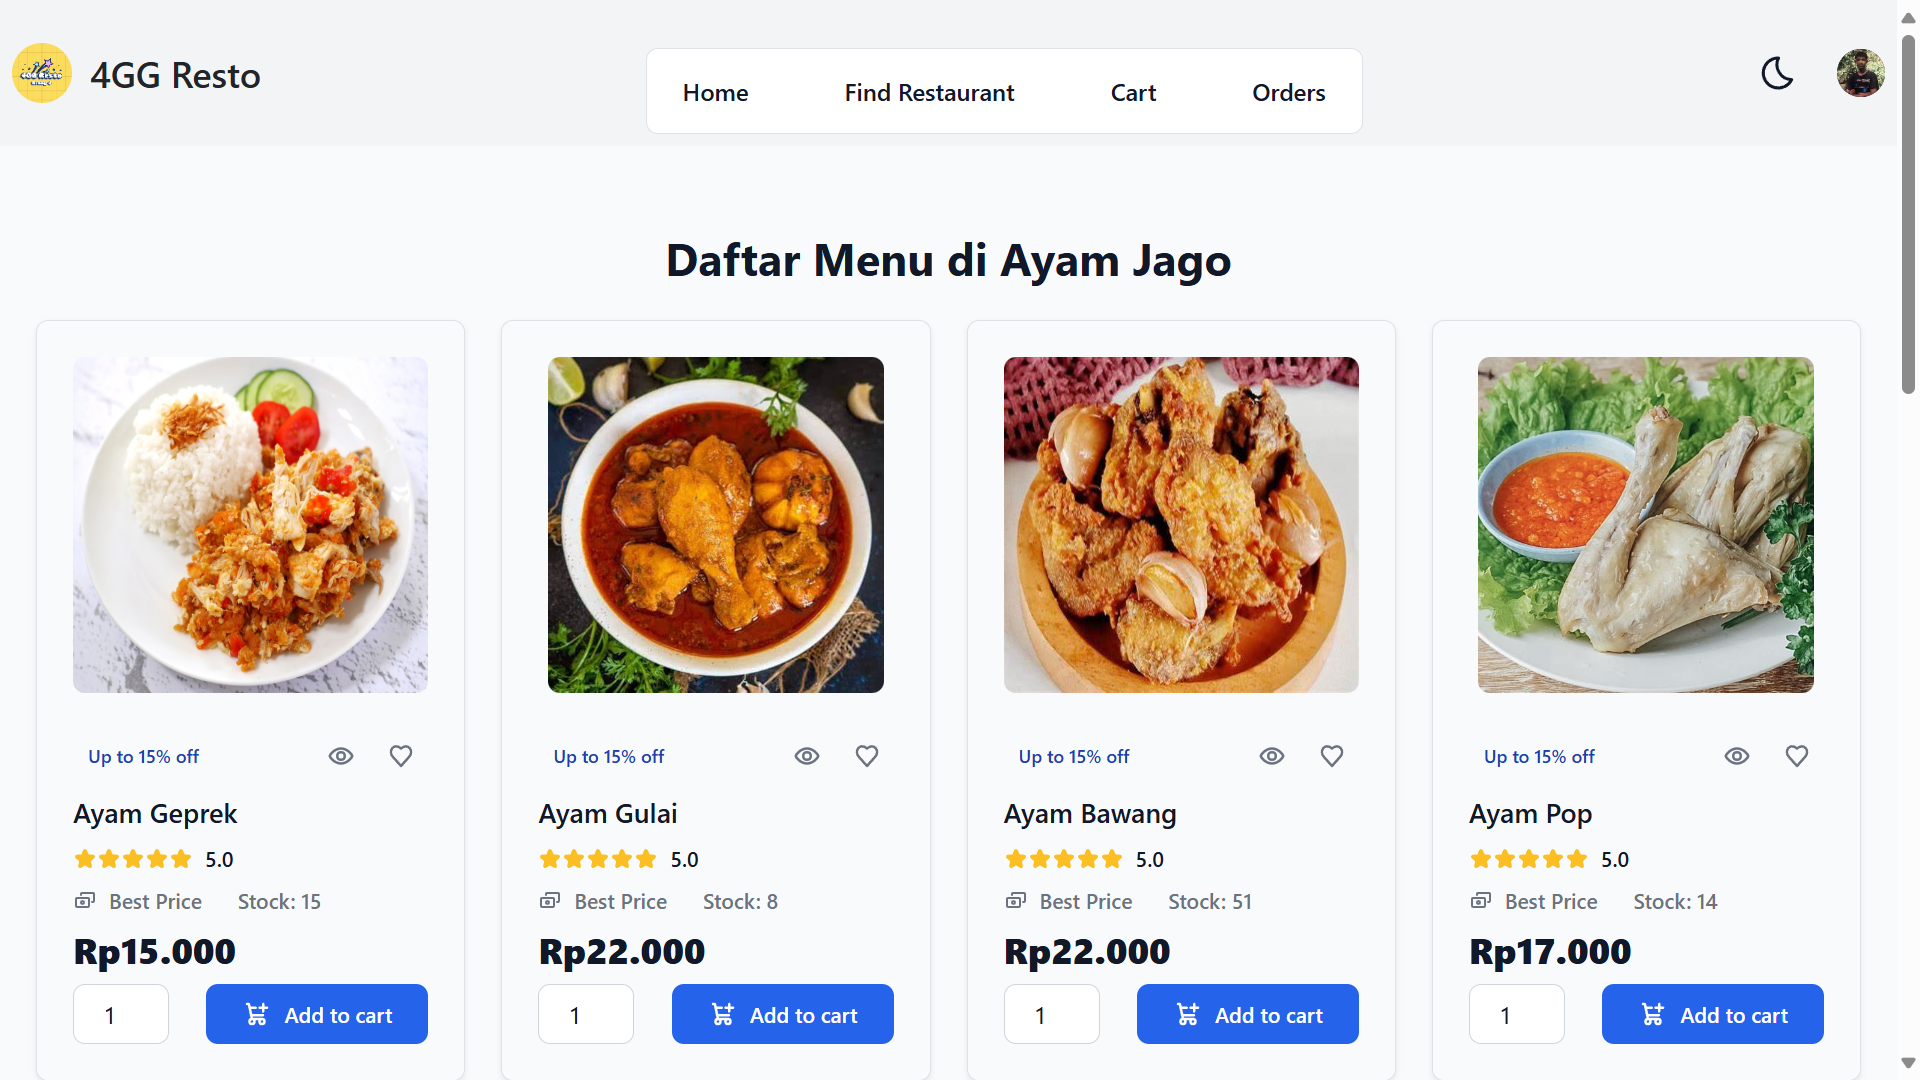 4GG Resto
Home
Find Restaurant
Cart
Orders
Daftar Menu di Ayam Jago
Up to 15% off
Ayam Geprek
5.0
Best Price
Stock: 15
Rp15.000
1
Add to cart
Up to 15% off
Ayam Gulai
5.0
Best Price
Stock: 8
Rp22.000
1
Add to cart
Up to 15% off
Ayam Bawang
5.0
Best Price
Stock: 51
Rp22.000
1
Add to cart
Up to 15% off
Ayam Pop
5.0
Best Price
Stock: 14
Rp17.000
1
Add to cart